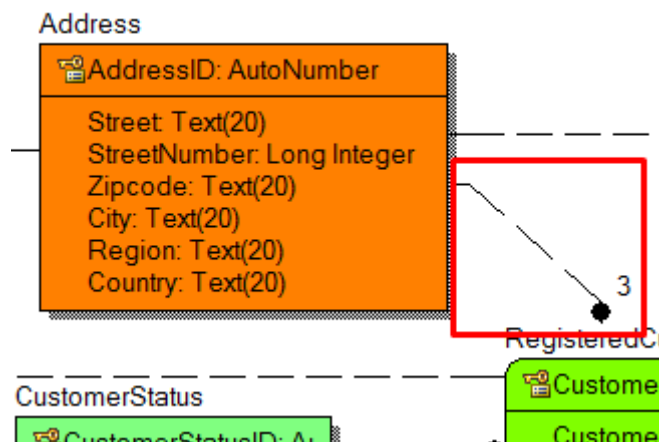 Address
AddressID: AutoNumber
Street: Text(20)
StreetNumber: Long Integer
Zipcode: Text(20)
City: Text(20)
Region: Text(20)
Country: Text(20)
3
CustomerStatus